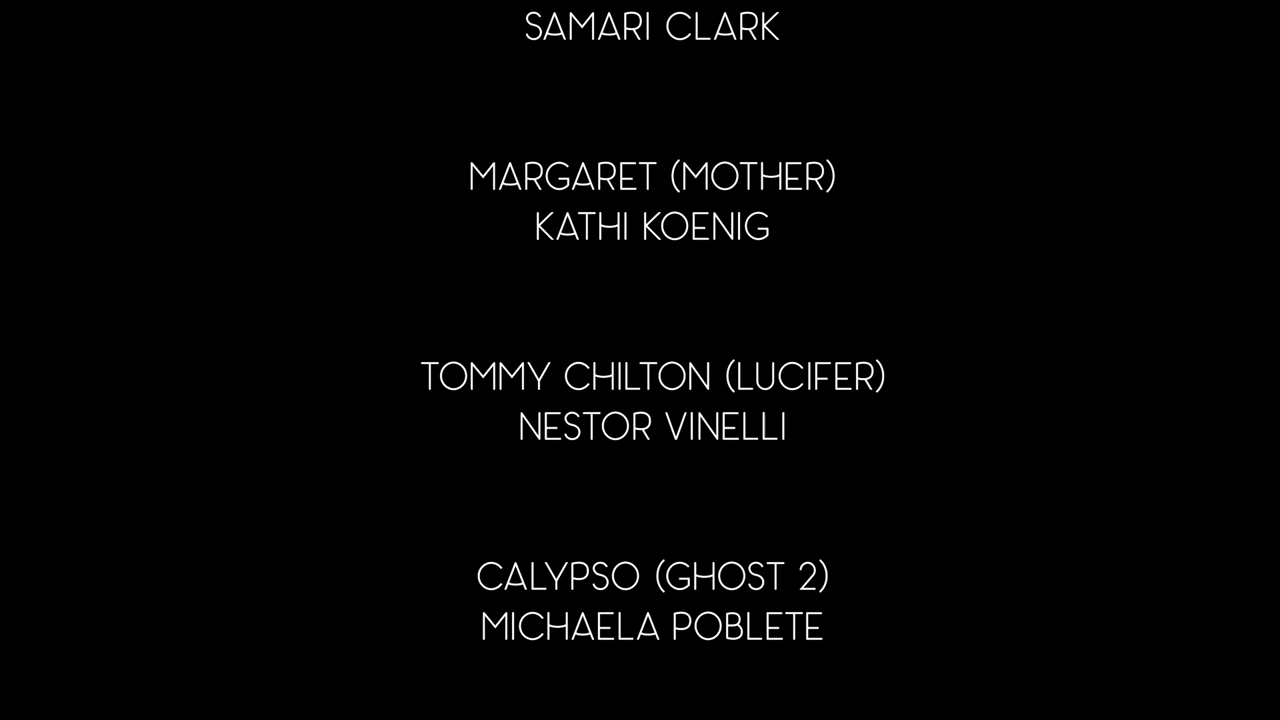 SAMARI CLARK
MARGARET (MOTHER)
KATHI KOENIG
TOMMY CHILTON (LUCIFER)
NESTOR VINELLI
CALYPSO (GHOST 2)
MICHAELA POBLETE